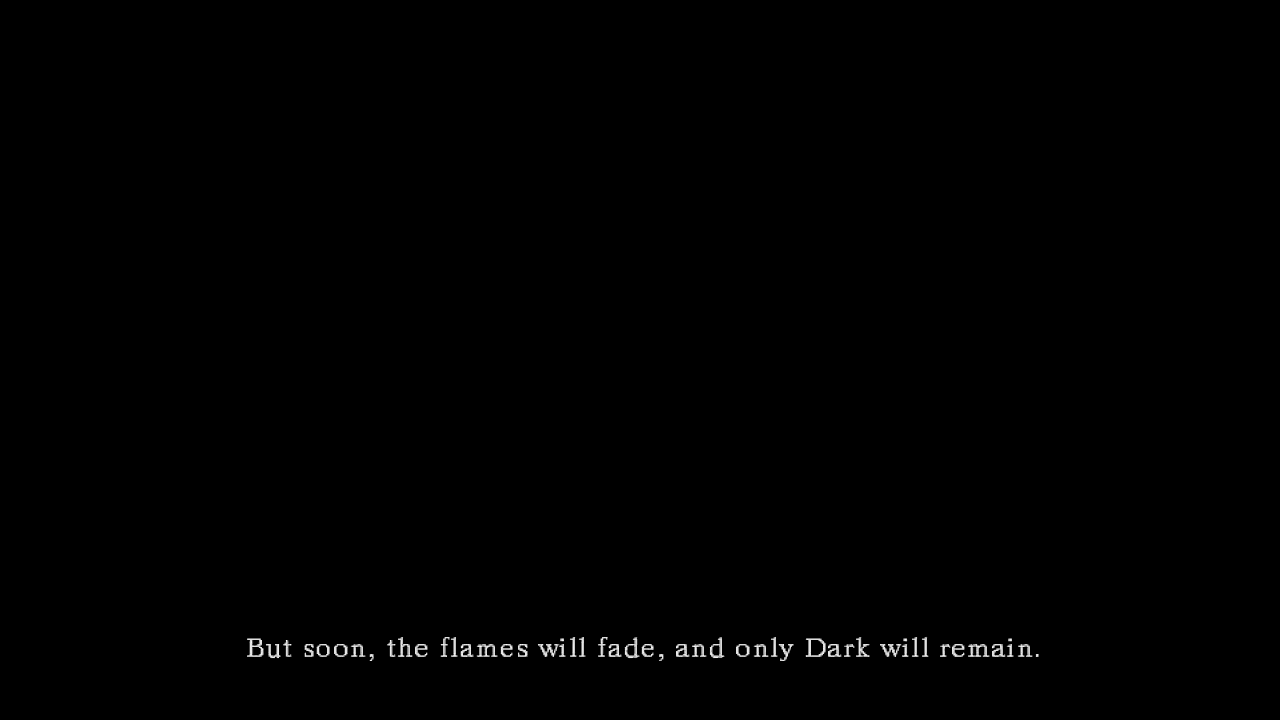 But soon, the flames will fade, and only Dark will remain.